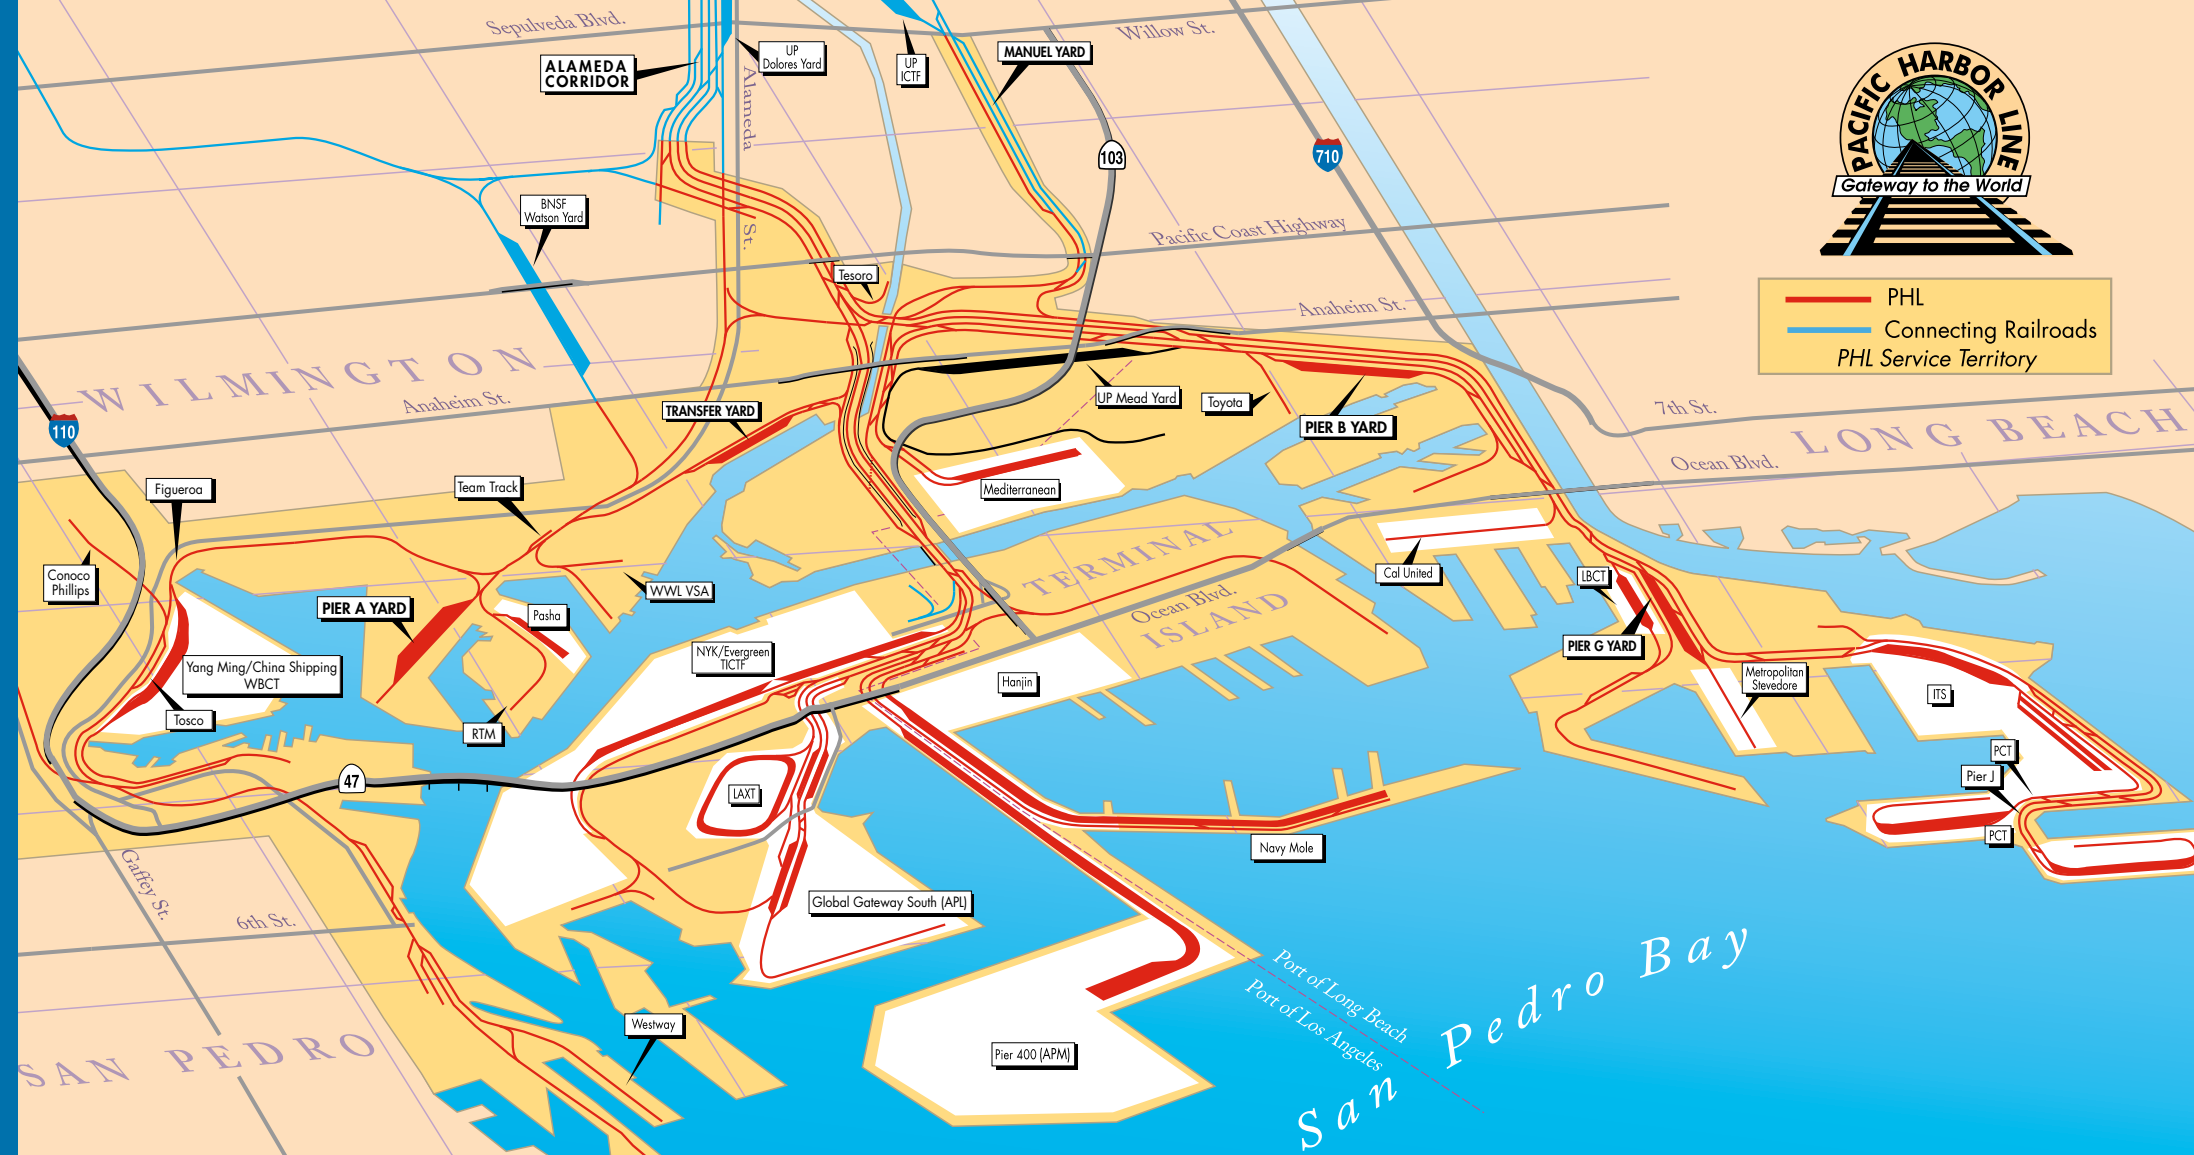 Sepulveda Blvd.
Willow St.
ALAMEDA
CORRIDOR
UP
Dolores Yard
UP
ICTF
MANUEL YARD
PACIFIC HARBOR LINE
Gateway to the World
Alameda St.
103
710
BNSF
Watson Yard
Pacific Coast Highway
Tesoro
Anaheim St.
PHL
Connecting Railroads
PHL Service Territory
WILMINGTON
Anaheim St.
110
TRANSFER YARD
UP Mead Yard
Toyota
PIER B YARD
7th St.
LONG BEACH
Ocean Blvd.
Figueroa
Team Track
Mediterranean
TERMINAL
ISLAND
Ocean Blvd.
Conoco
Phillips
PIER A YARD
Pasha
WWL VSA
Cal United
LBCT
PIER G YARD
NYK/Evergreen
TICTF
Hanjin
Yang Ming/China Shipping
WBCT
Tosco
RTM
Metropolitan
Stevedore
ITS
PCT
Pier J
PCT
47
LAXT
Navy Mole
Gaffey St.
6th St.
Global Gateway South (APL)
Westway
Pier 400 (APM)
Port of Long Beach
Port of Los Angeles
SAN PEDRO
San Pedro Bay